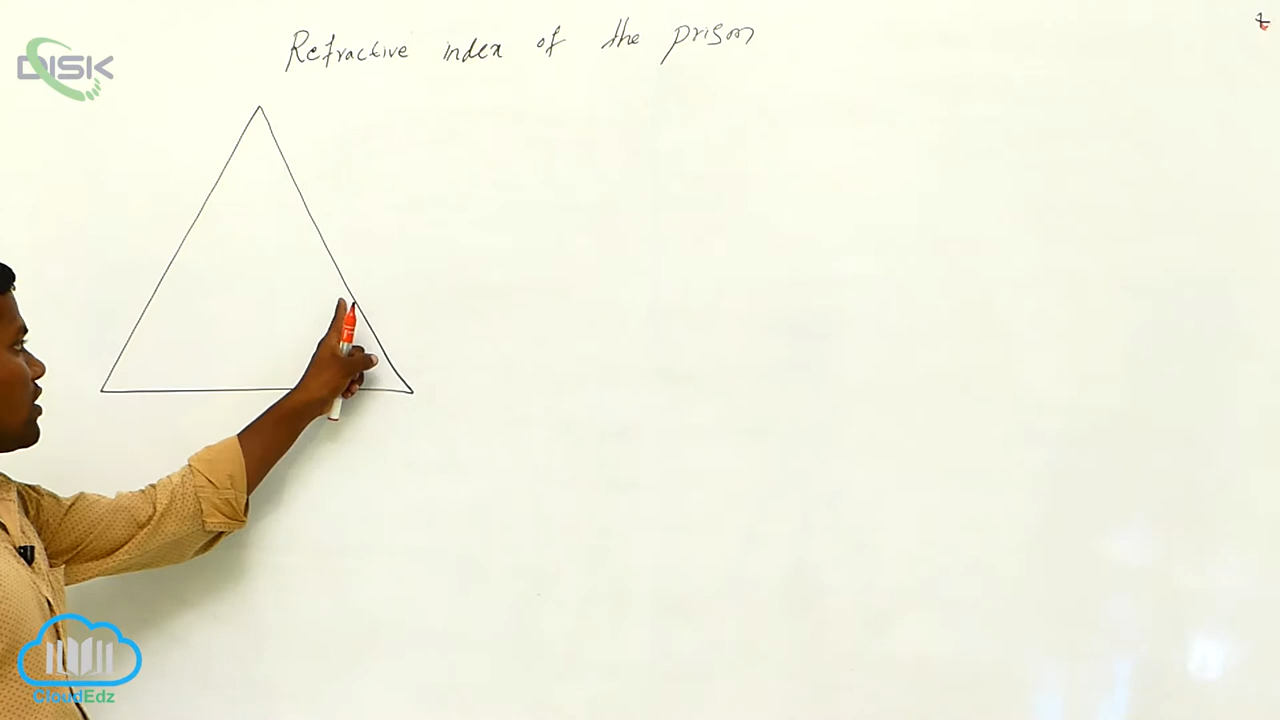 Refractive index of the prism
DISK
CloudEdz